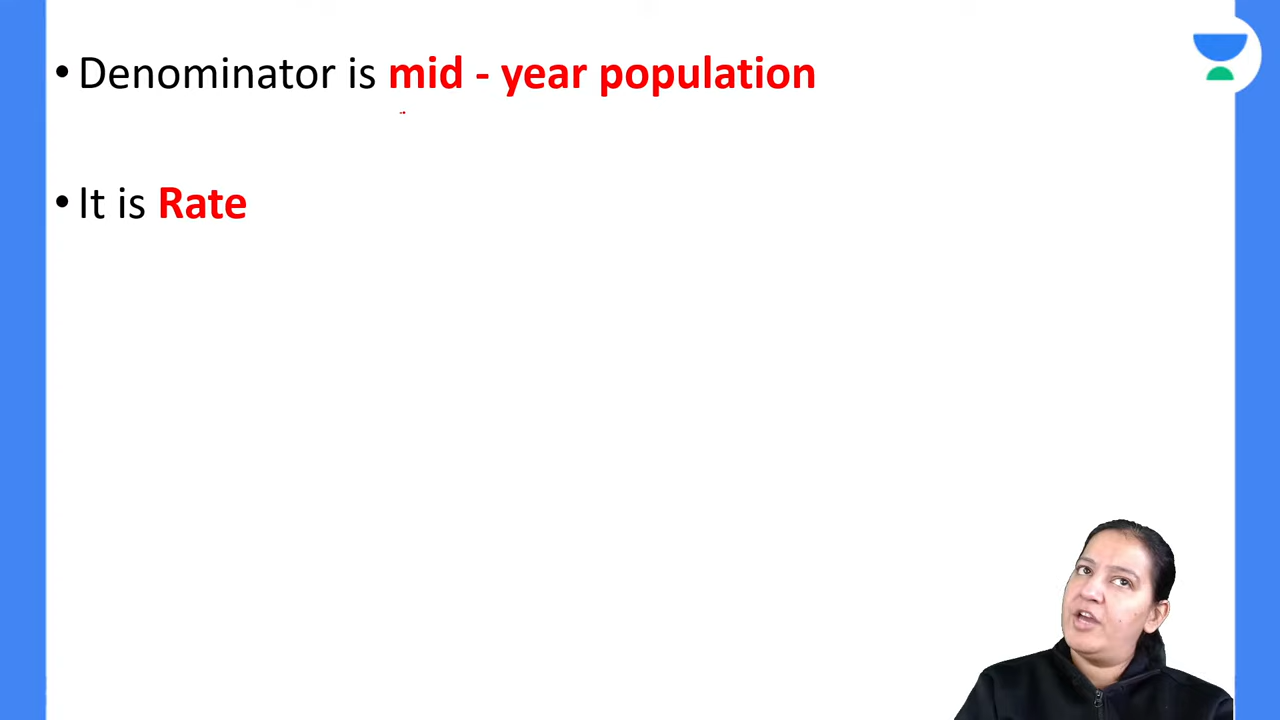 • Denominator is mid - year population
• It is Rate